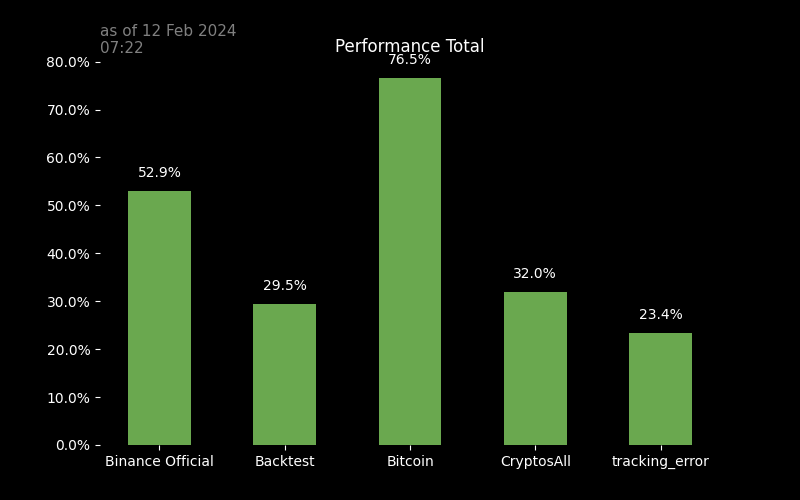 as of 12 Feb 2024
07:22
Performance Total
80.0%
70.0%
60.0%
50.0%
40.0%
30.0%
20.0%
10.0%
0.0%
52.9%
29.5%
76.5%
32.0%
23.4%
Binance Official
Backtest
Bitcoin
CryptosAll
tracking_error